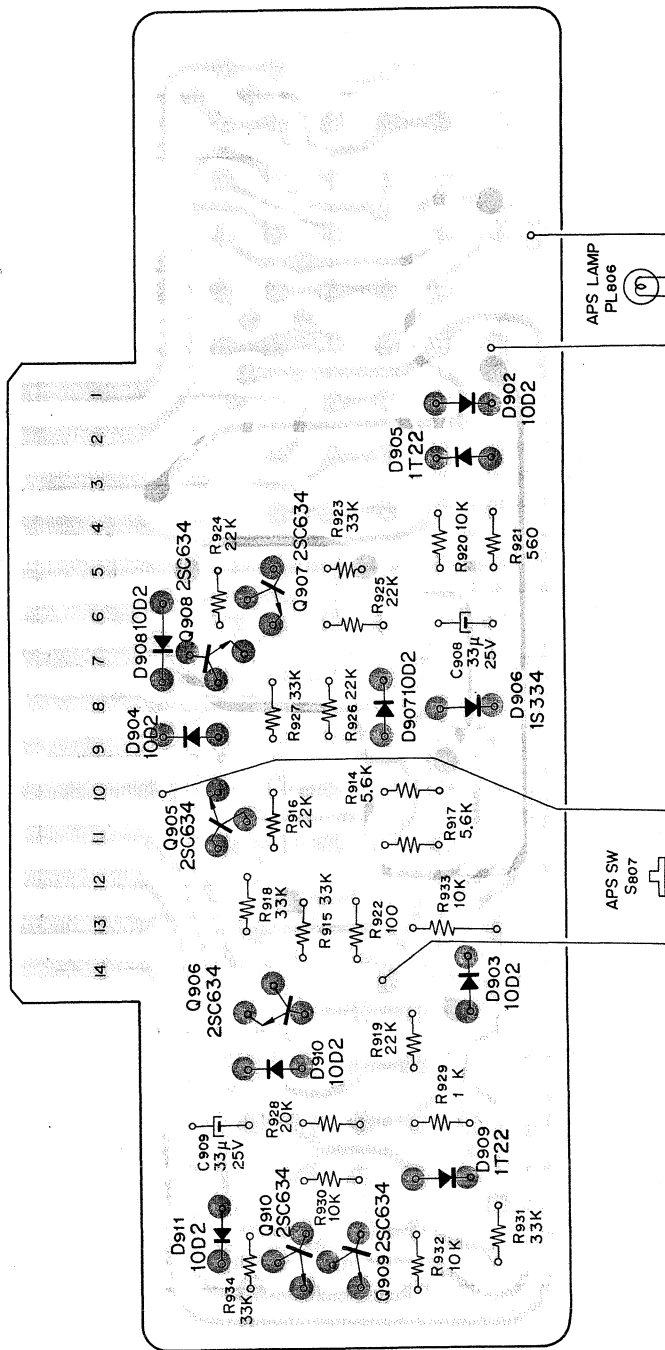 APS LAMP
PL806
1
2
3
4
5
6
7
8
9
10
11
12
13
14
D902
10D2
D905
1T22
R923
33K
R924
22K
Q907 2SC634
Q908 2SC634
D908 10D2
R920 10K
R921
560
R925
22K
C908
33μ
25V
D904
10D2
R927 33K
R926 22K
D907 10D2
D906
1S334
Q905
2SC634
R916
22K
R914
5.6K
R917
5.6K
APS SW
S807
R918
33K
R915 33K
R922
100
R933
10K
Q906
2SC634
D903
10D2
R919
22K
D910
10D2
R929
1K
R928
20K
C909
33μ
25V
D909
1T22
R930
10K
Q910
2SC634
D911
10D2
R934
33K
Q909 2SC634
R932
10K
R931
33K